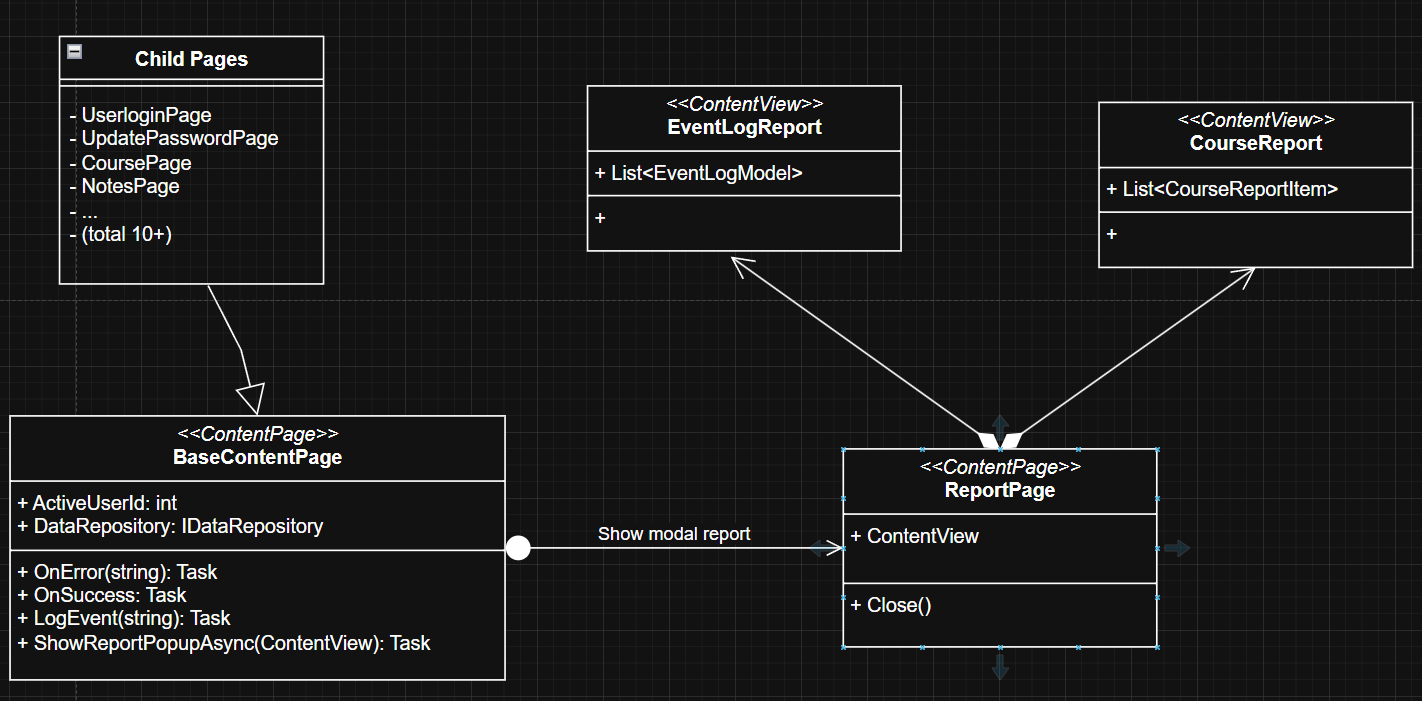 Child Pages
- UserloginPage
- UpdatePasswordPage
- CoursePage
- NotesPage
- ...
- (total 10+)
<<ContentView>>
EventLogReport
+ List<EventLogModel>
+
<<ContentView>>
CourseReport
+ List<CourseReportItem>
+
<<ContentPage>>
BaseContentPage
+ ActiveUserId: int
+ DataRepository: IDataRepository
+ OnError(string): Task
+ OnSuccess: Task
+ LogEvent(string): Task
+ ShowReportPopupAsync(ContentView): Task
Show modal report
<<ContentPage>>
ReportPage
+ ContentView
+ Close()